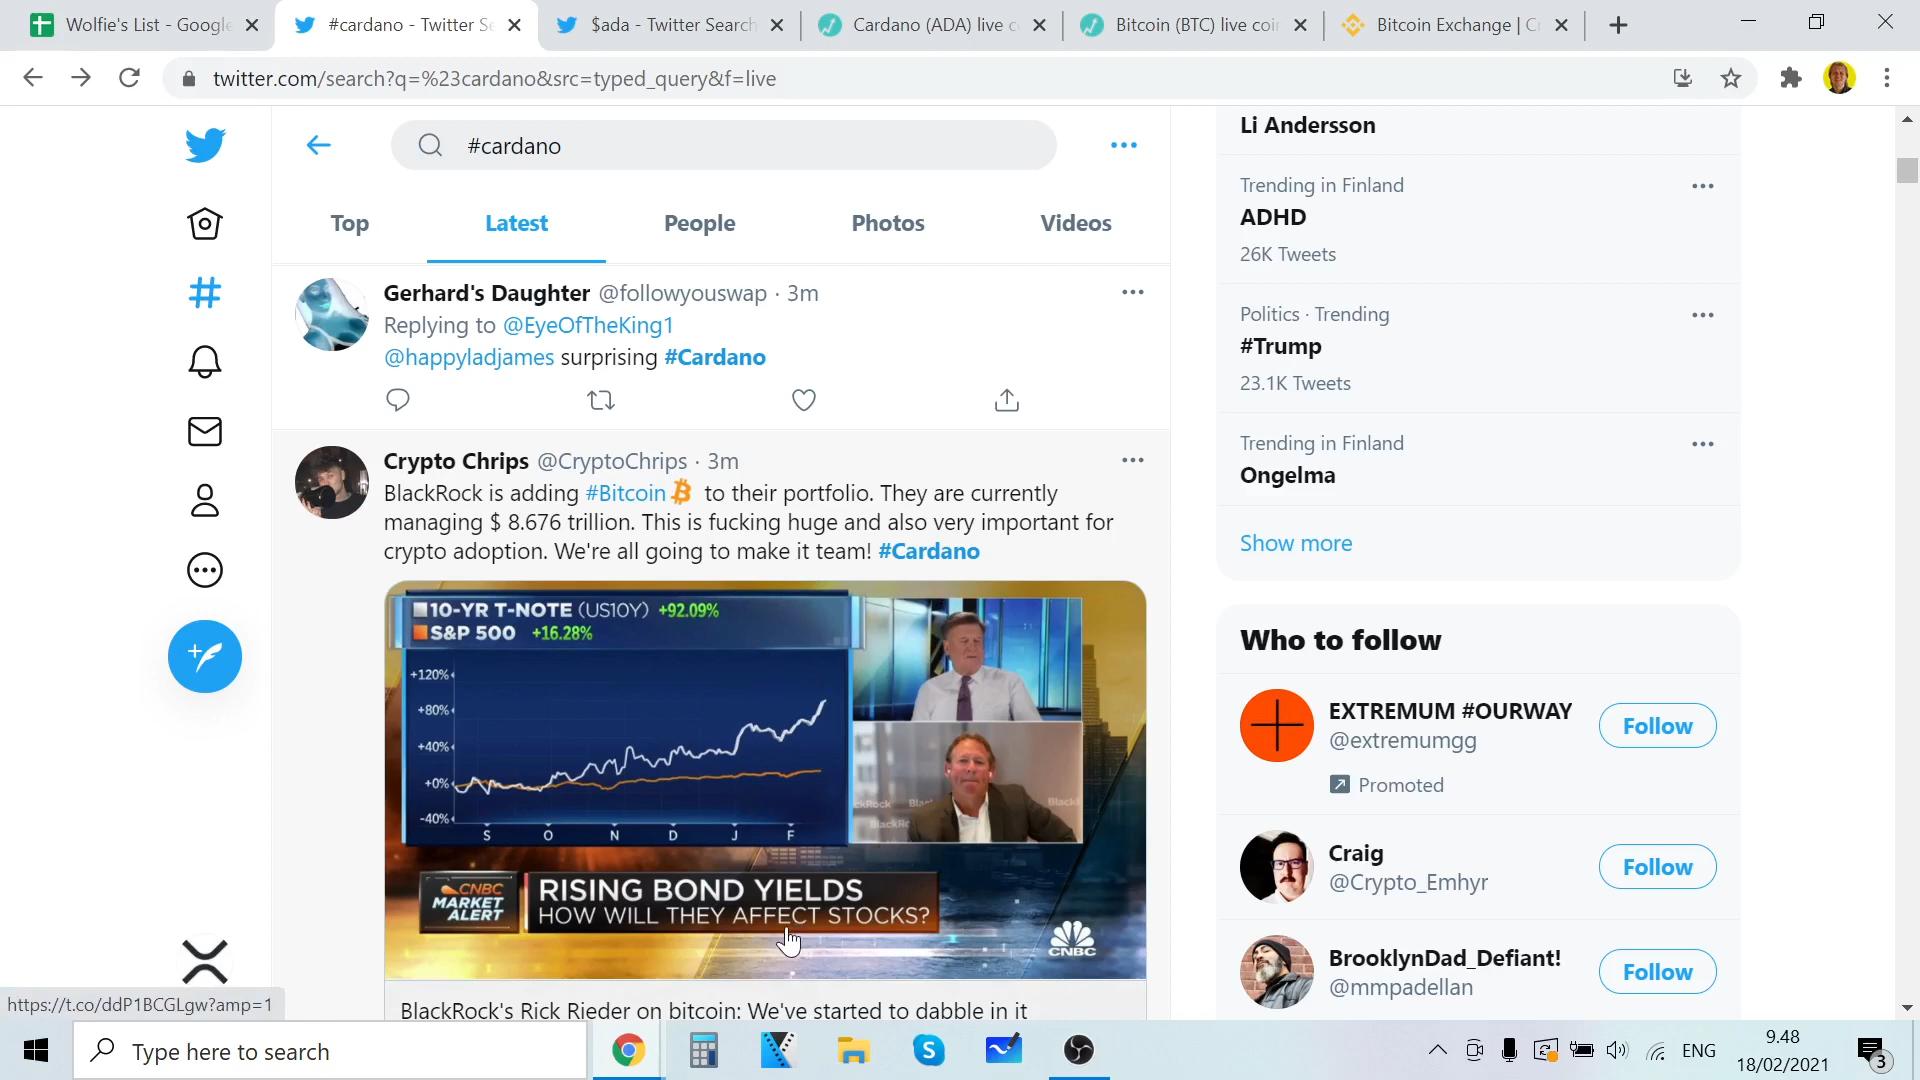 Wolfie's List - Google
#cardano - Twitter Se
$ada - Twitter Search
Cardano (ADA) live c
Bitcoin (BTC) live coi
Bitcoin Exchange | C
twitter.com/search?q=%23cardano&src=typed_query&f=live
#cardano
Top
Latest
People
Photos
Videos
Gerhard's Daughter @followyouswap · 3m
Replying to @EyeOfTheKing1
@happyladjames surprising #Cardano
Crypto Chrips @CryptoChrips · 3m
BlackRock is adding #Bitcoin to their portfolio. They are currently
managing $ 8.676 trillion. This is fucking huge and also very important for
crypto adoption. We're all going to make it team! #Cardano
10-YR T-NOTE (US10Y) +92.09%
S&P 500 +16.28%
+120%
+80%
+40%
+0%
-40%
S O N D J F
BlackRock
CNBC
MARKET
ALERT
RISING BOND YIELDS
HOW WILL THEY AFFECT STOCKS?
CNBC
BlackRock's Rick Rieder on bitcoin: We've started to dabble in it
Li Andersson
Trending in Finland
ADHD
26K Tweets
Politics · Trending
#Trump
23.1K Tweets
Trending in Finland
Ongelma
Show more
Who to follow
EXTREMUM #OURWAY
@extremumgg
Follow
Promoted
Craig
@Crypto_Emhyr
Follow
BrooklynDad_Defiant!
@mmpadellan
Follow
https://t.co/ddP1BCGLgw?amp=1
Type here to search
ENG
9.48
18/02/2021
3